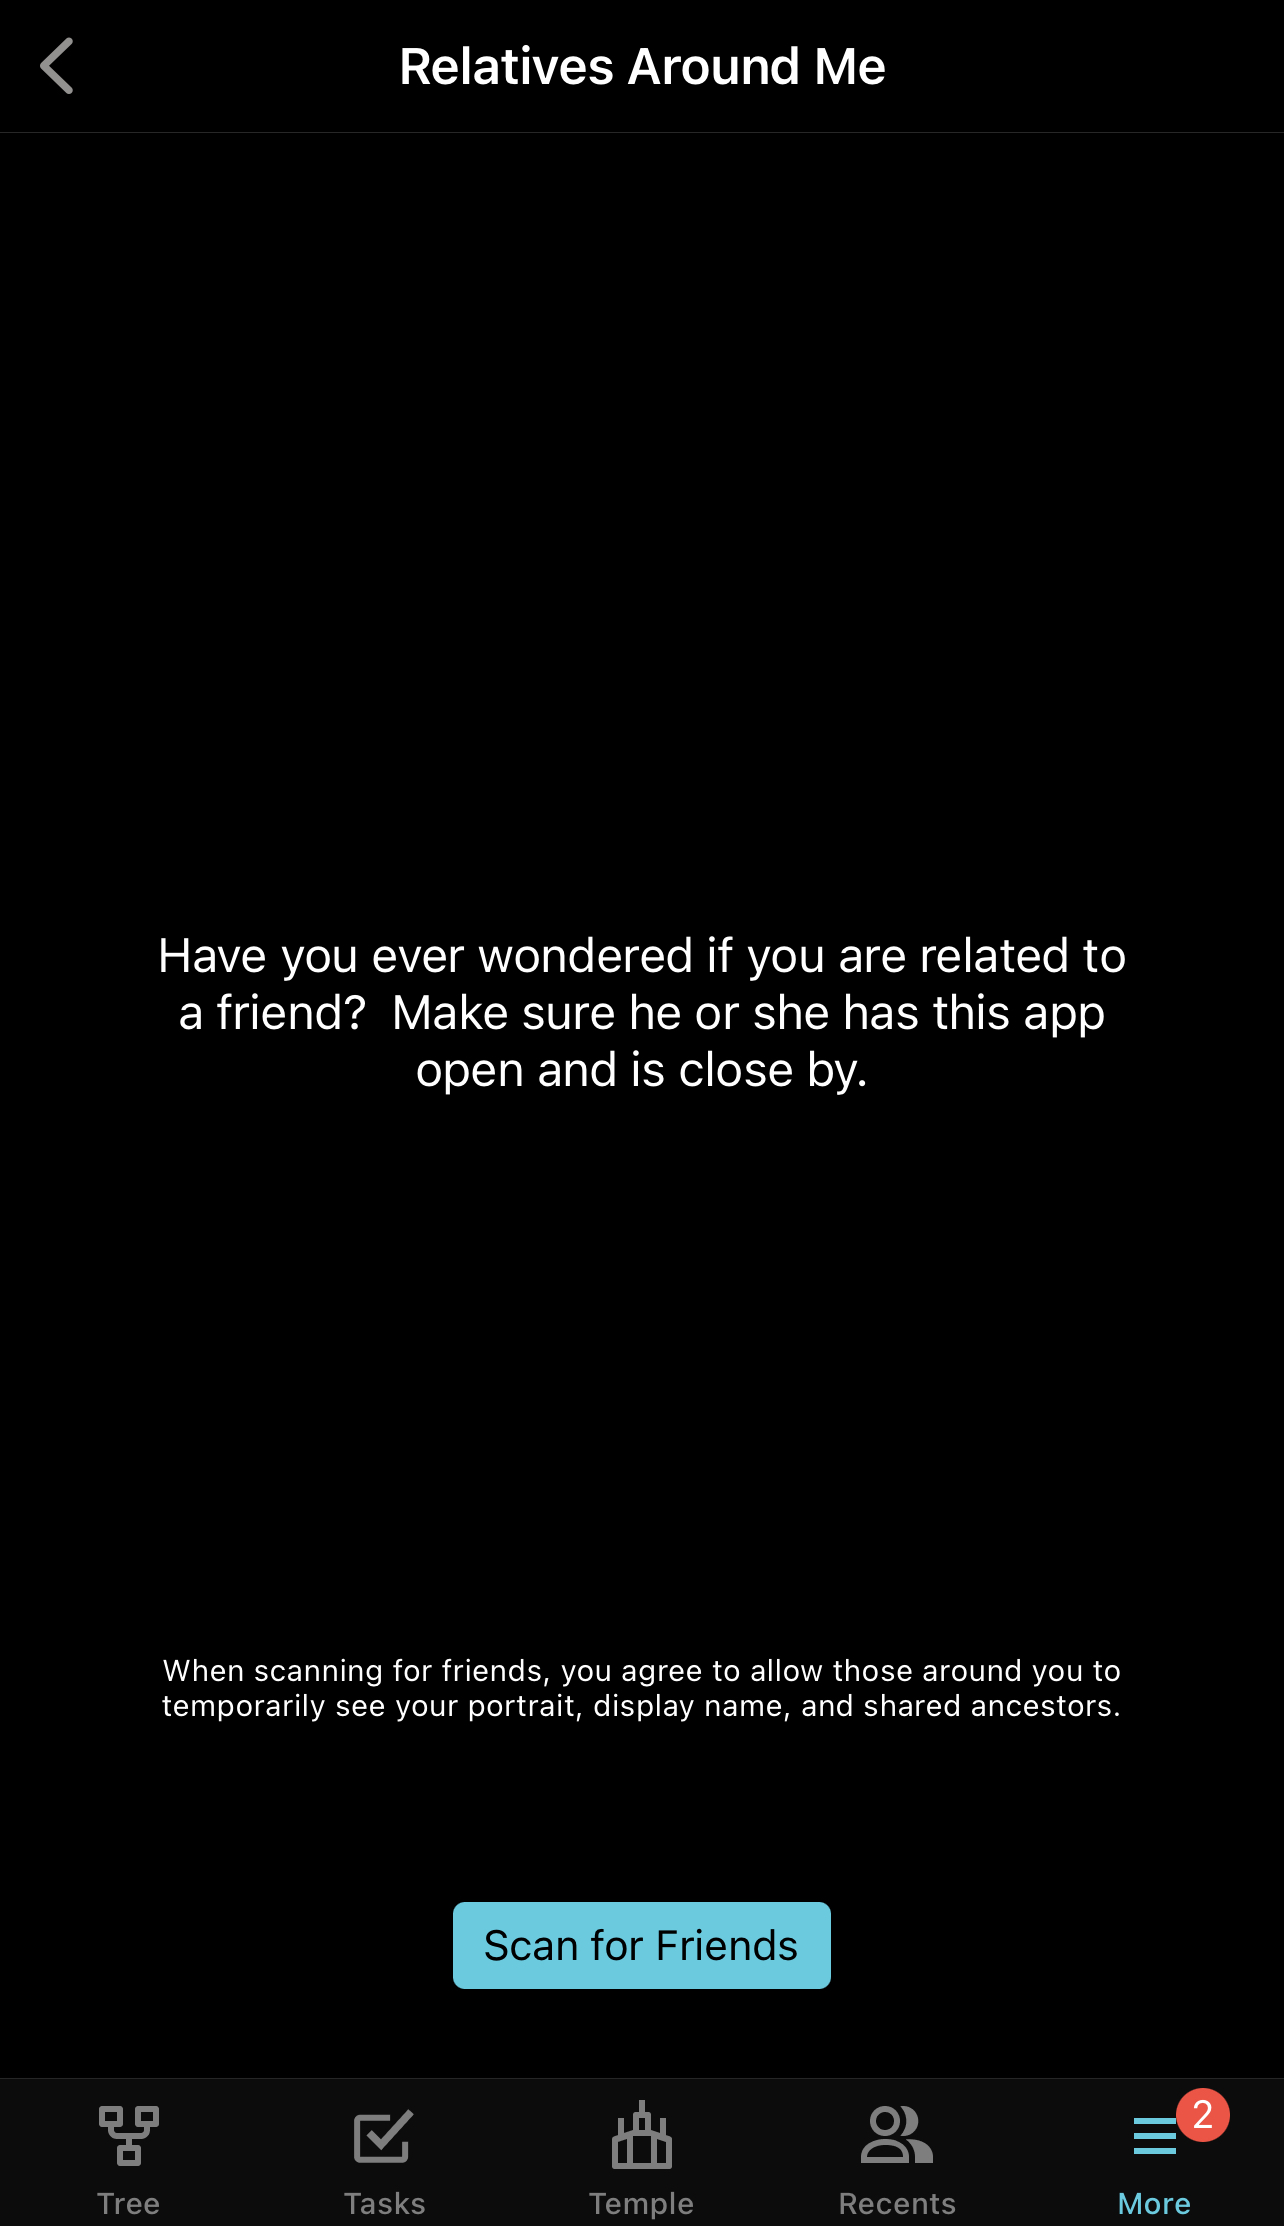 Relatives Around Me
Have you ever wondered if you are related to
a friend?  Make sure he or she has this app
open and is close by.
When scanning for friends, you agree to allow those around you to
temporarily see your portrait, display name, and shared ancestors.
Scan for Friends
2
Tree
Tasks
Temple
Recents
More